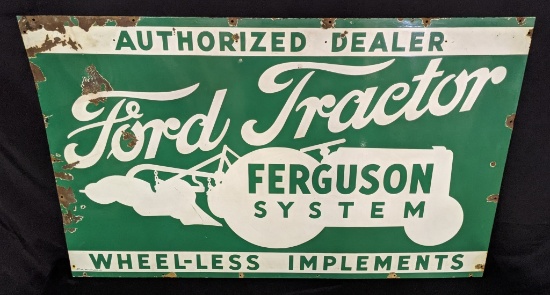 AUTHORIZED DEALER
Ford Tractor
FERGUSON
SYSTEM
WHEEL-LESS IMPLEMENTS